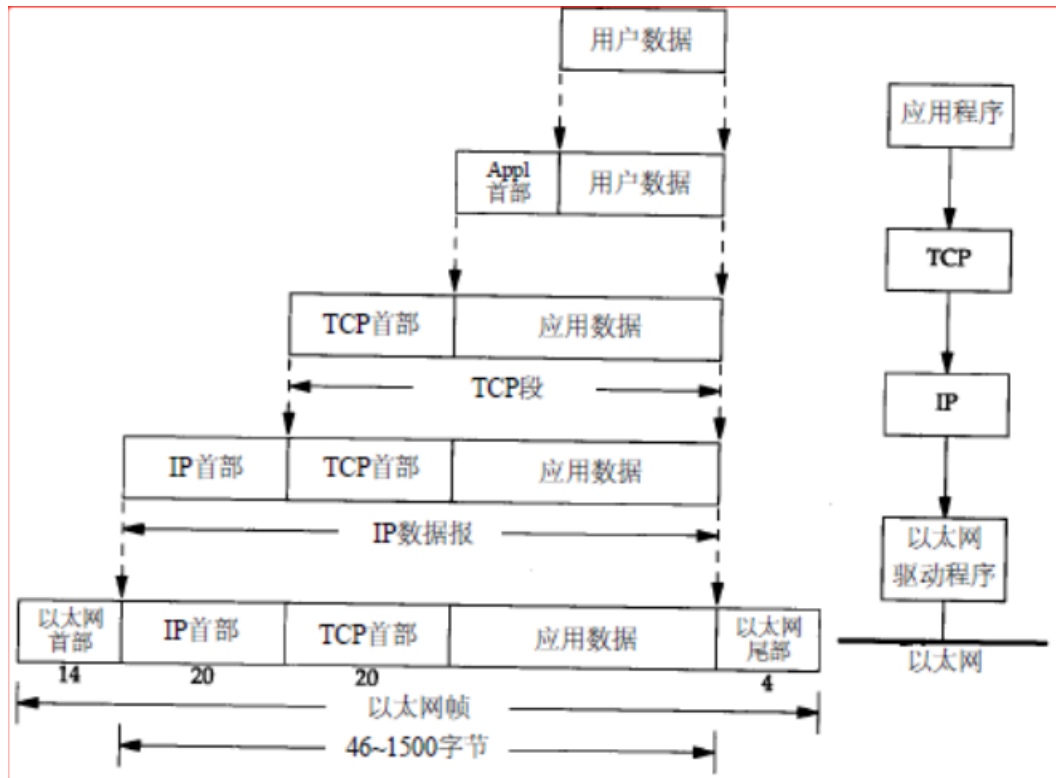 用户数据
应用程序
Appl
首部
用户数据
TCP
TCP首部
应用数据
TCP段
IP
IP首部
TCP首部
应用数据
IP数据报
以太网
驱动程序
以太网
首部
IP首部
TCP首部
应用数据
以太网
尾部
以太网
14
20
20
4
以太网帧
46~1500字节